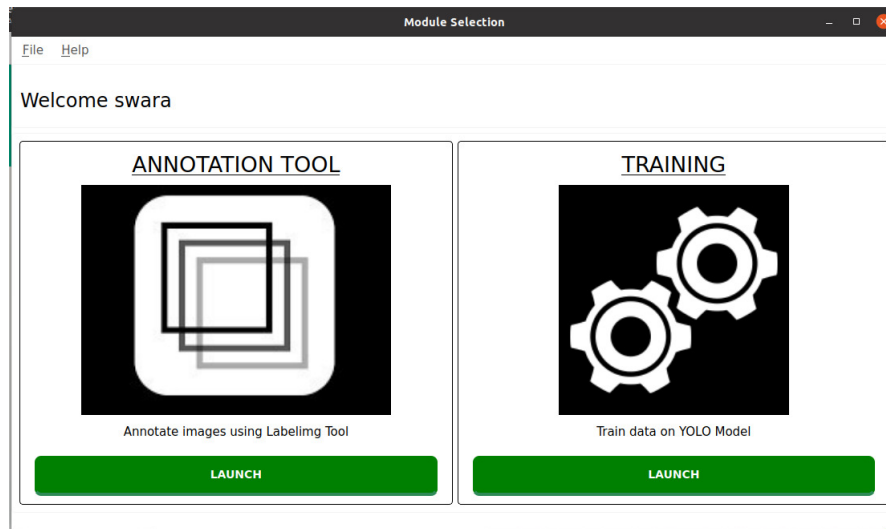 Module Selection
File Help
Welcome swara
ANNOTATION TOOL
Annotate images using Labelimg Tool
LAUNCH
TRAINING
Train data on YOLO Model
LAUNCH